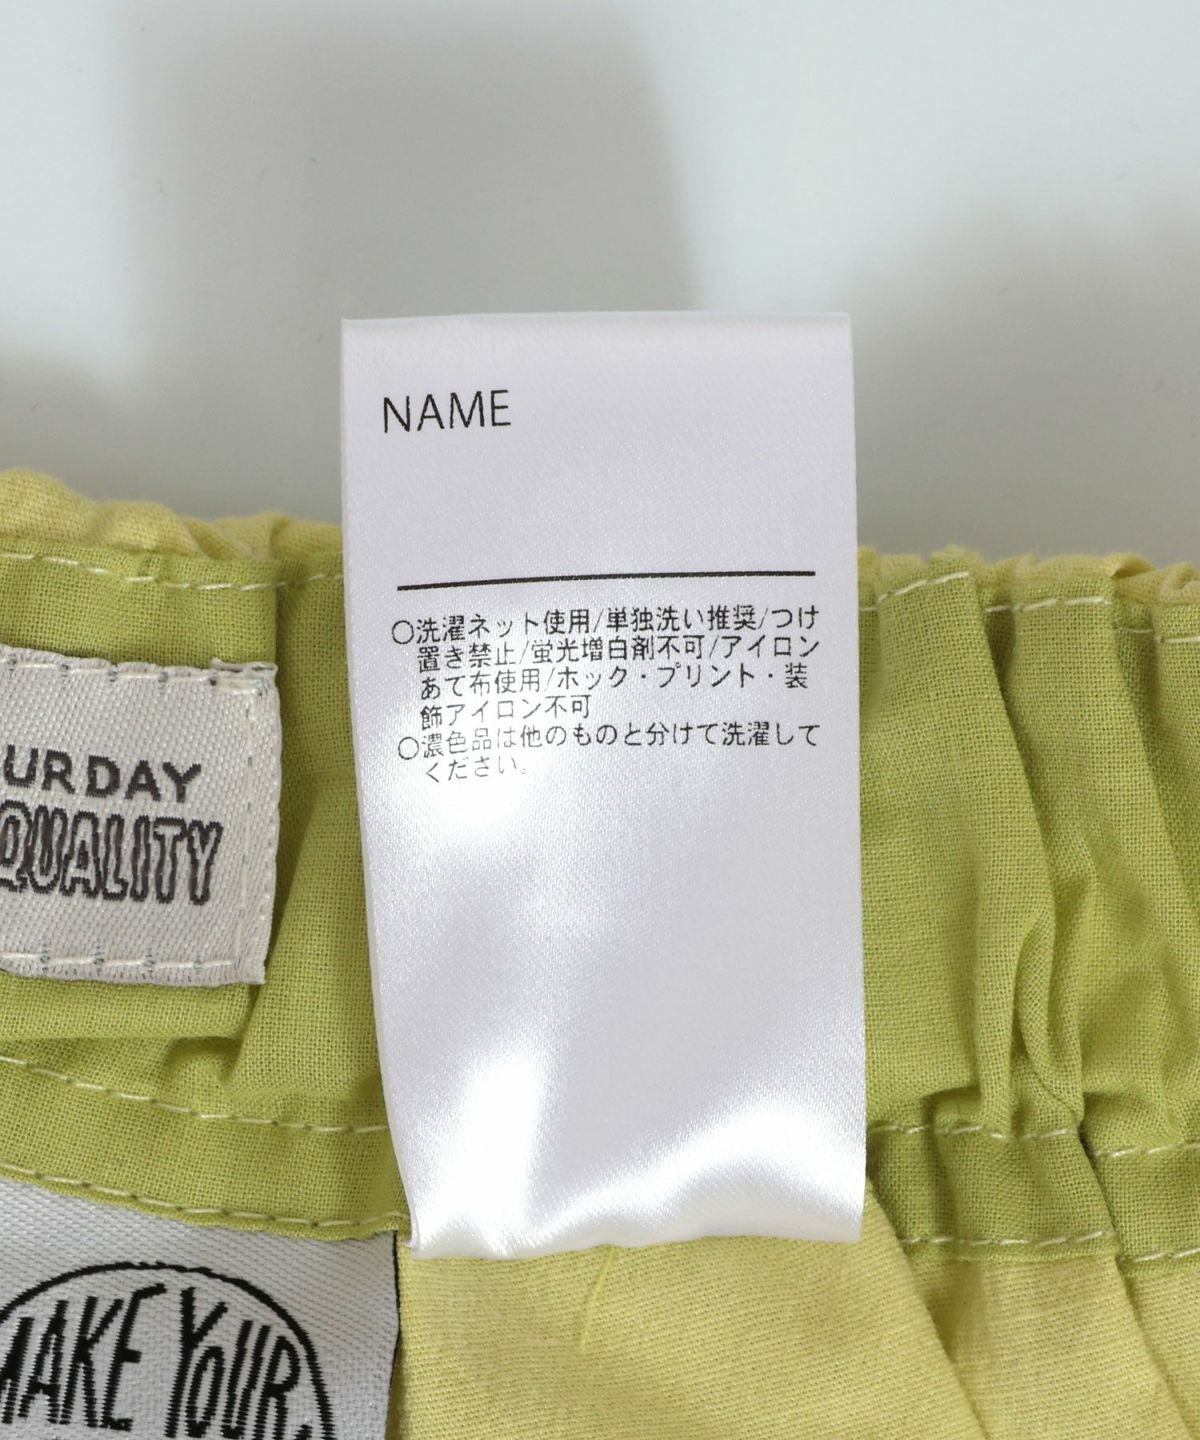 NAME
○洗濯ネット使用/単独洗い推奨/つけ
置き禁止/蛍光増白剤不可/アイロン
あて布使用/ホック・プリント・装
飾アイロン不可
○濃色品は他のものと分けて洗濯して
ください。
URDAY
QUALITY
MAKE YOUR